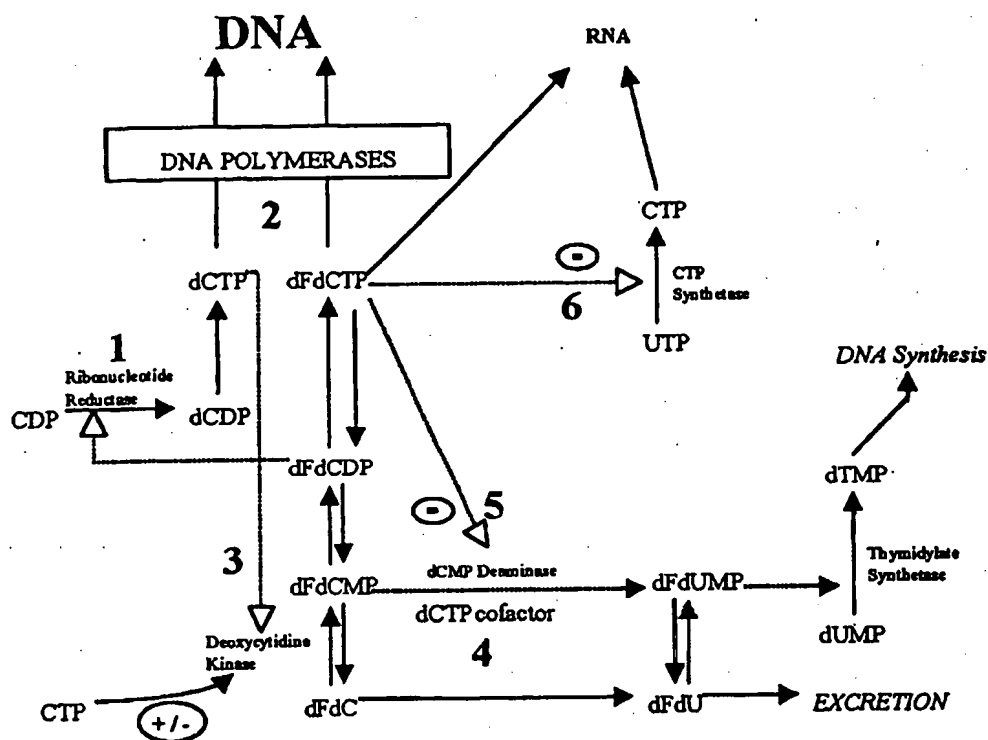 DNA
RNA
DNA POLYMERASES
2
CTP
dCTP
dFdCTP
-
6
CTP
Synthetase
UTP
DNA Synthesis
1
Ribonucleotide
Reductase
CDP
dCDP
dFdCDP
dTMP
-
5
3
dFdCMP
dCMP Deaminase
dFdUMP
Thymidylate
Synthetase
dCTP cofactor
dUMP
Deoxycytidine
Kinase
4
CTP
+/-
dFdC
dFdU
EXCRETION